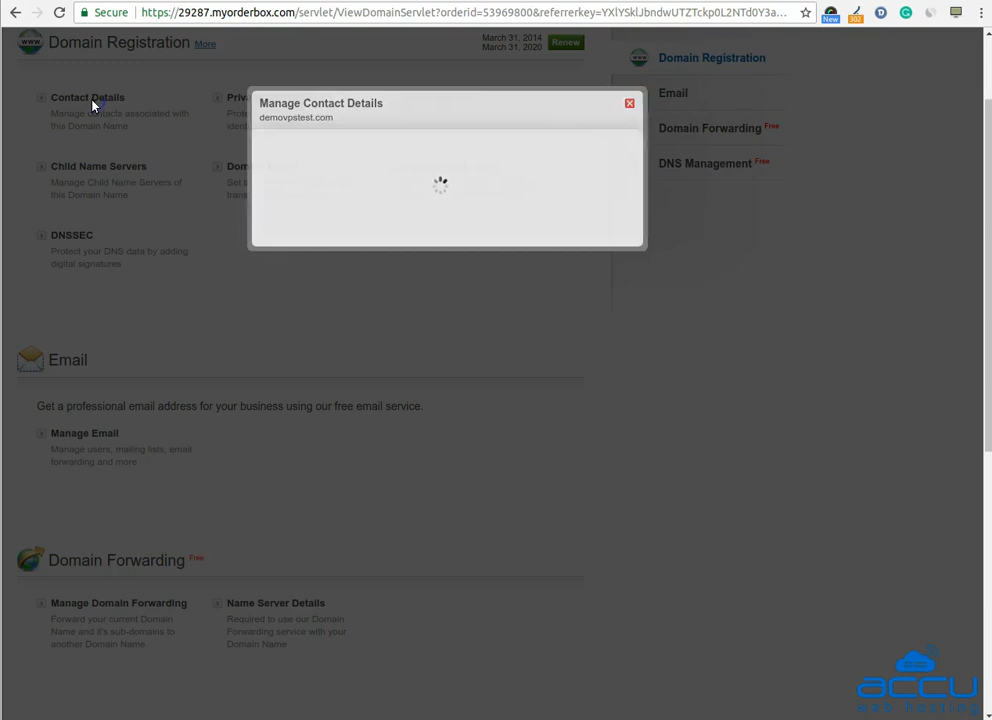 Secure
https://29287.myorderbox.com/servlet/ViewDomainServlet?orderid=53969800&referrerkey=YXlYSklJbndwUTZTckp0L2NTd0Y3a...
New
302
www
Domain Registration More
March 31, 2014
March 31, 2020
Renew
Contact Details
Manage contacts associated with
this Domain Name
Child Name Servers
Manage Child Name Servers of
this Domain Name
DNSSEC
Protect your DNS data by adding
digital signatures
Manage Contact Details
demovpstest.com
www
Domain Registration
Email
Domain Forwarding Free
DNS Management Free
Email
Get a professional email address for your business using our free email service.
Manage Email
Manage users, mailing lists, email
forwarding and more
Domain Forwarding Free
Manage Domain Forwarding
Forward your current Domain
Name and it's sub-domains to
another Domain Name
Name Server Details
Required to use our Domain
Forwarding service with your
Domain Name
accu
web hosting